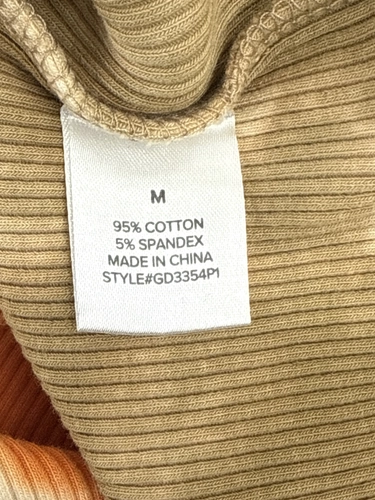 M
95% COTTON
5% SPANDEX
MADE IN CHINA
STYLE#GD3354P1